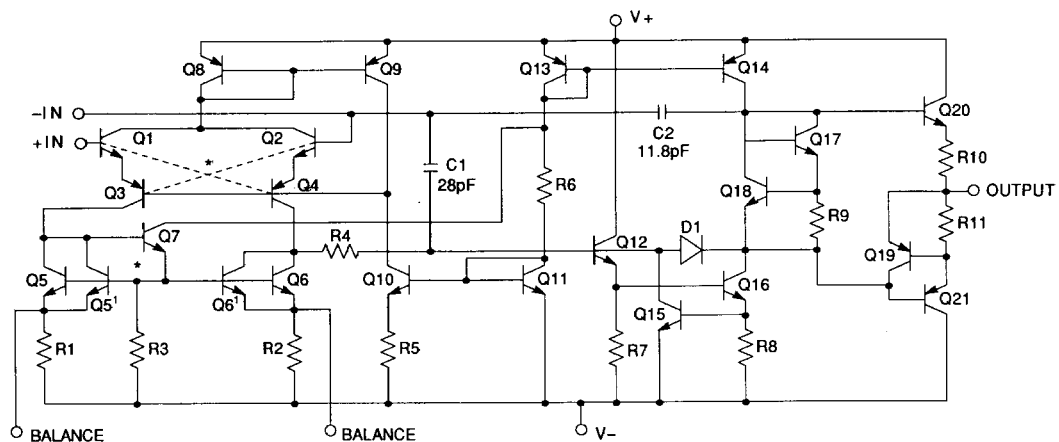 V+
Q8
Q9
Q13
Q14
-IN
+IN
Q1
Q2
*
C1
28pF
C2
11.8pF
Q17
Q20
R10
OUTPUT
Q3
Q4
R6
Q18
R9
R11
Q7
R4
Q12
D1
Q19
Q5
*
Q5¹
Q6¹
Q6
Q10
Q11
Q16
Q21
Q15
R1
R3
R2
R5
R7
R8
BALANCE
BALANCE
V-